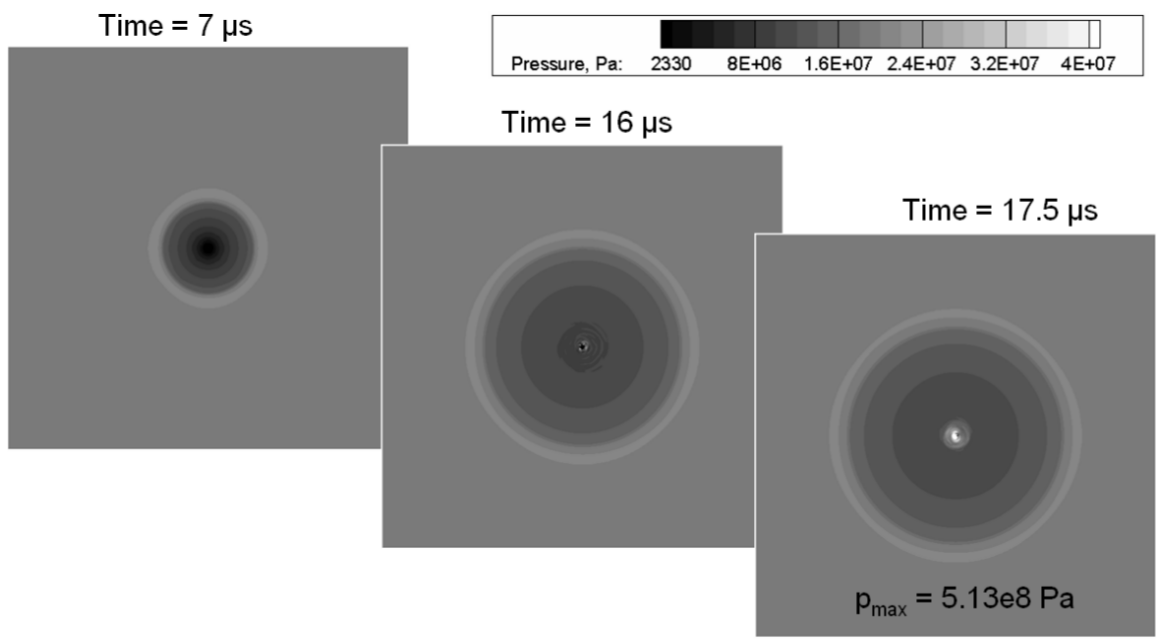 Time = 7 µs
Pressure, Pa: 2330 8E+06 1.6E+07 2.4E+07 3.2E+07 4E+07
Time = 16 µs
Time = 17.5 µs
pmax = 5.13e8 Pa